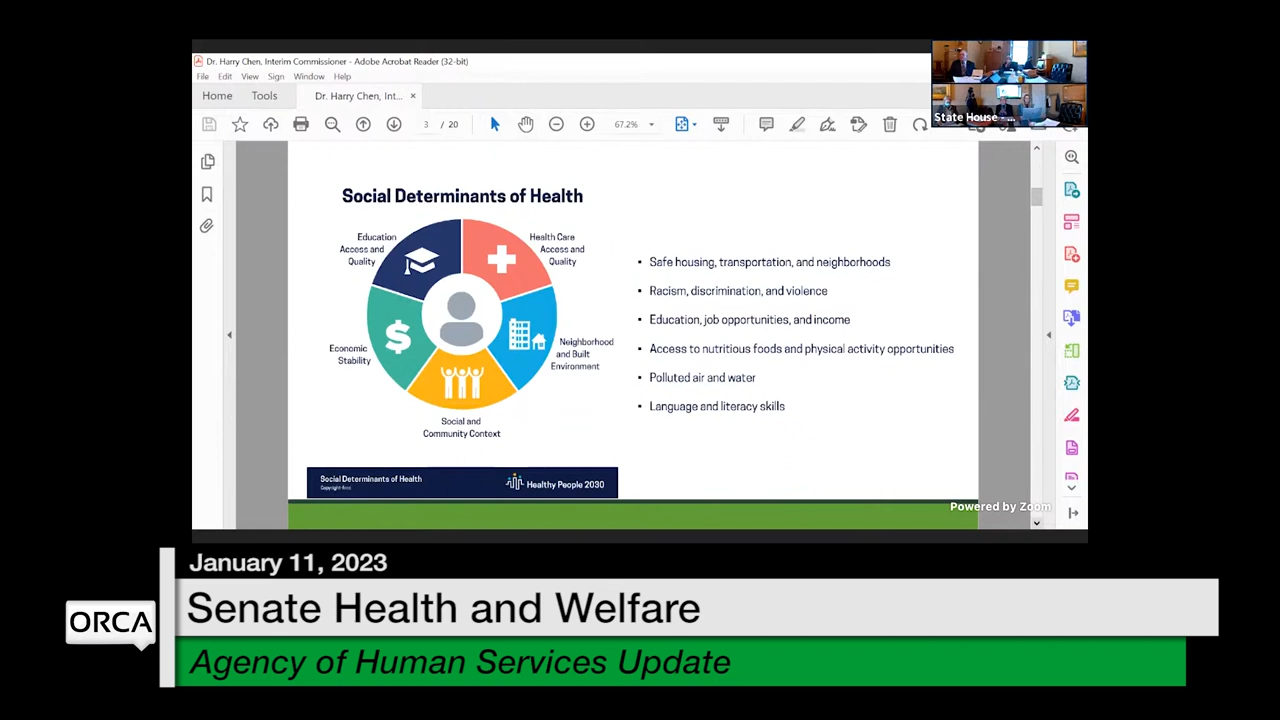 Dr. Harry Chen, Interim Commissioner - Adobe Acrobat Reader (32-bit)
File Edit View Sign Window Help
Home Tools Dr. Harry Chen, Int... ×
3 / 20 67.2%
State House - ...
Social Determinants of Health
Education
Access and
Quality
Health Care
Access and
Quality
Economic
Stability
$
Neighborhood
and Built
Environment
Social and
Community Context
▪ Safe housing, transportation, and neighborhoods
▪ Racism, discrimination, and violence
▪ Education, job opportunities, and income
▪ Access to nutritious foods and physical activity opportunities
▪ Polluted air and water
▪ Language and literacy skills
Social Determinants of Health
Copyright-free
Healthy People 2030
Powered by Zoom
January 11, 2023
ORCA
Senate Health and Welfare
Agency of Human Services Update